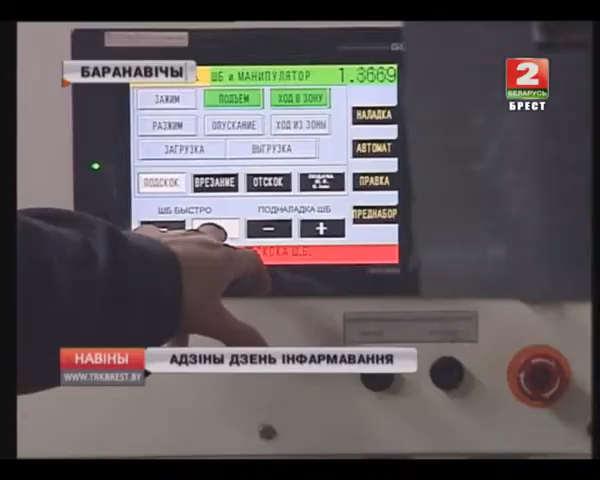 БАРАНАВІЧЫ
2
БЕЛАРУСЬ
БРЕСТ
ШБ и МАНИПУЛЯТОР 1.3669
ЗАЖИМ ПОДЪЕМ ХОД В ЗОНУ
НАЛАДКА
РАЗЖИМ ОПУСКАНИЕ ХОД ИЗ ЗОНЫ
ЗАГРУЗКА ВЫГРУЗКА
АВТОМАТ
ПОДСКОК ВРЕЗАНИЕ ОТСКОК
ПРАВКА
ШБ БЫСТРО ПОДНАЛАДКА ШБ
ПРЕДНАБОР
− +
СКОКА Ш.Б.
НАВІНЫ
АДЗІНЫ ДЗЕНЬ ІНФАРМАВАННЯ
WWW.TRKBREST.BY